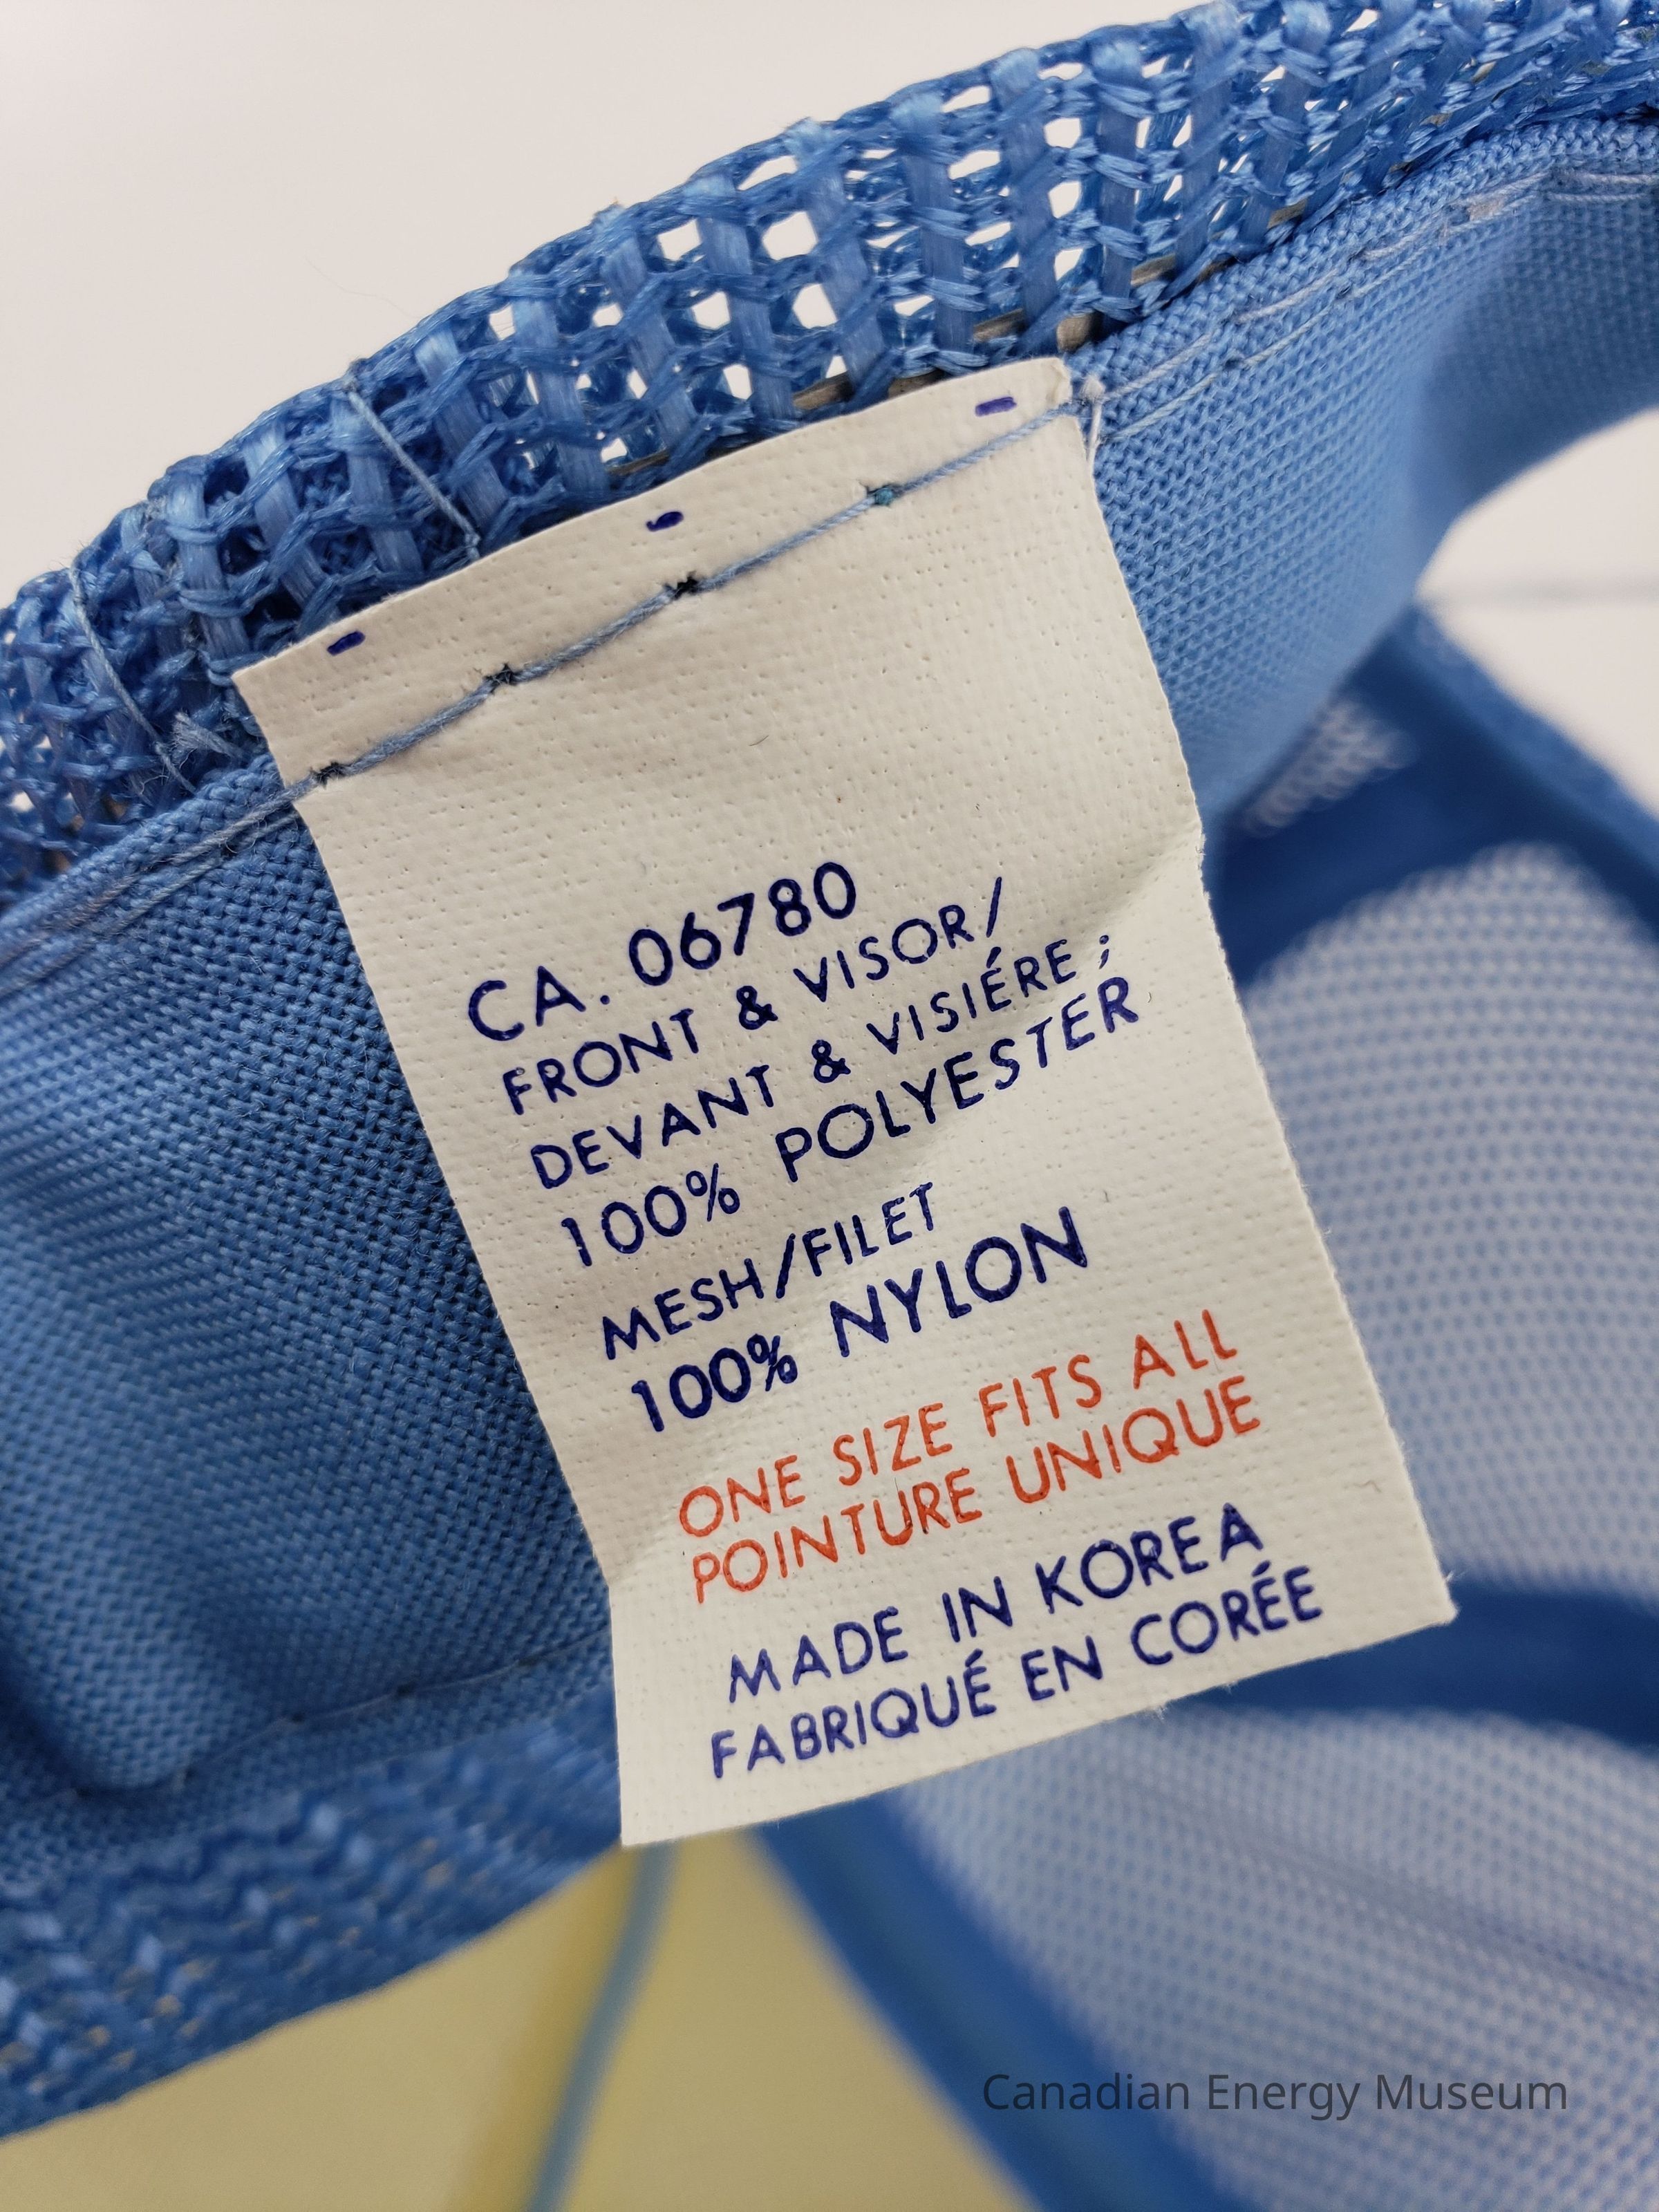 CA. 06780
FRONT & VISOR/
DEVANT & VISIÉRE ;
100% POLYESTER
MESH/FILET
100% NYLON
ONE SIZE FITS ALL
POINTURE UNIQUE
MADE IN KOREA
FABRIQUÉ EN CORÉE
Canadian Energy Museum